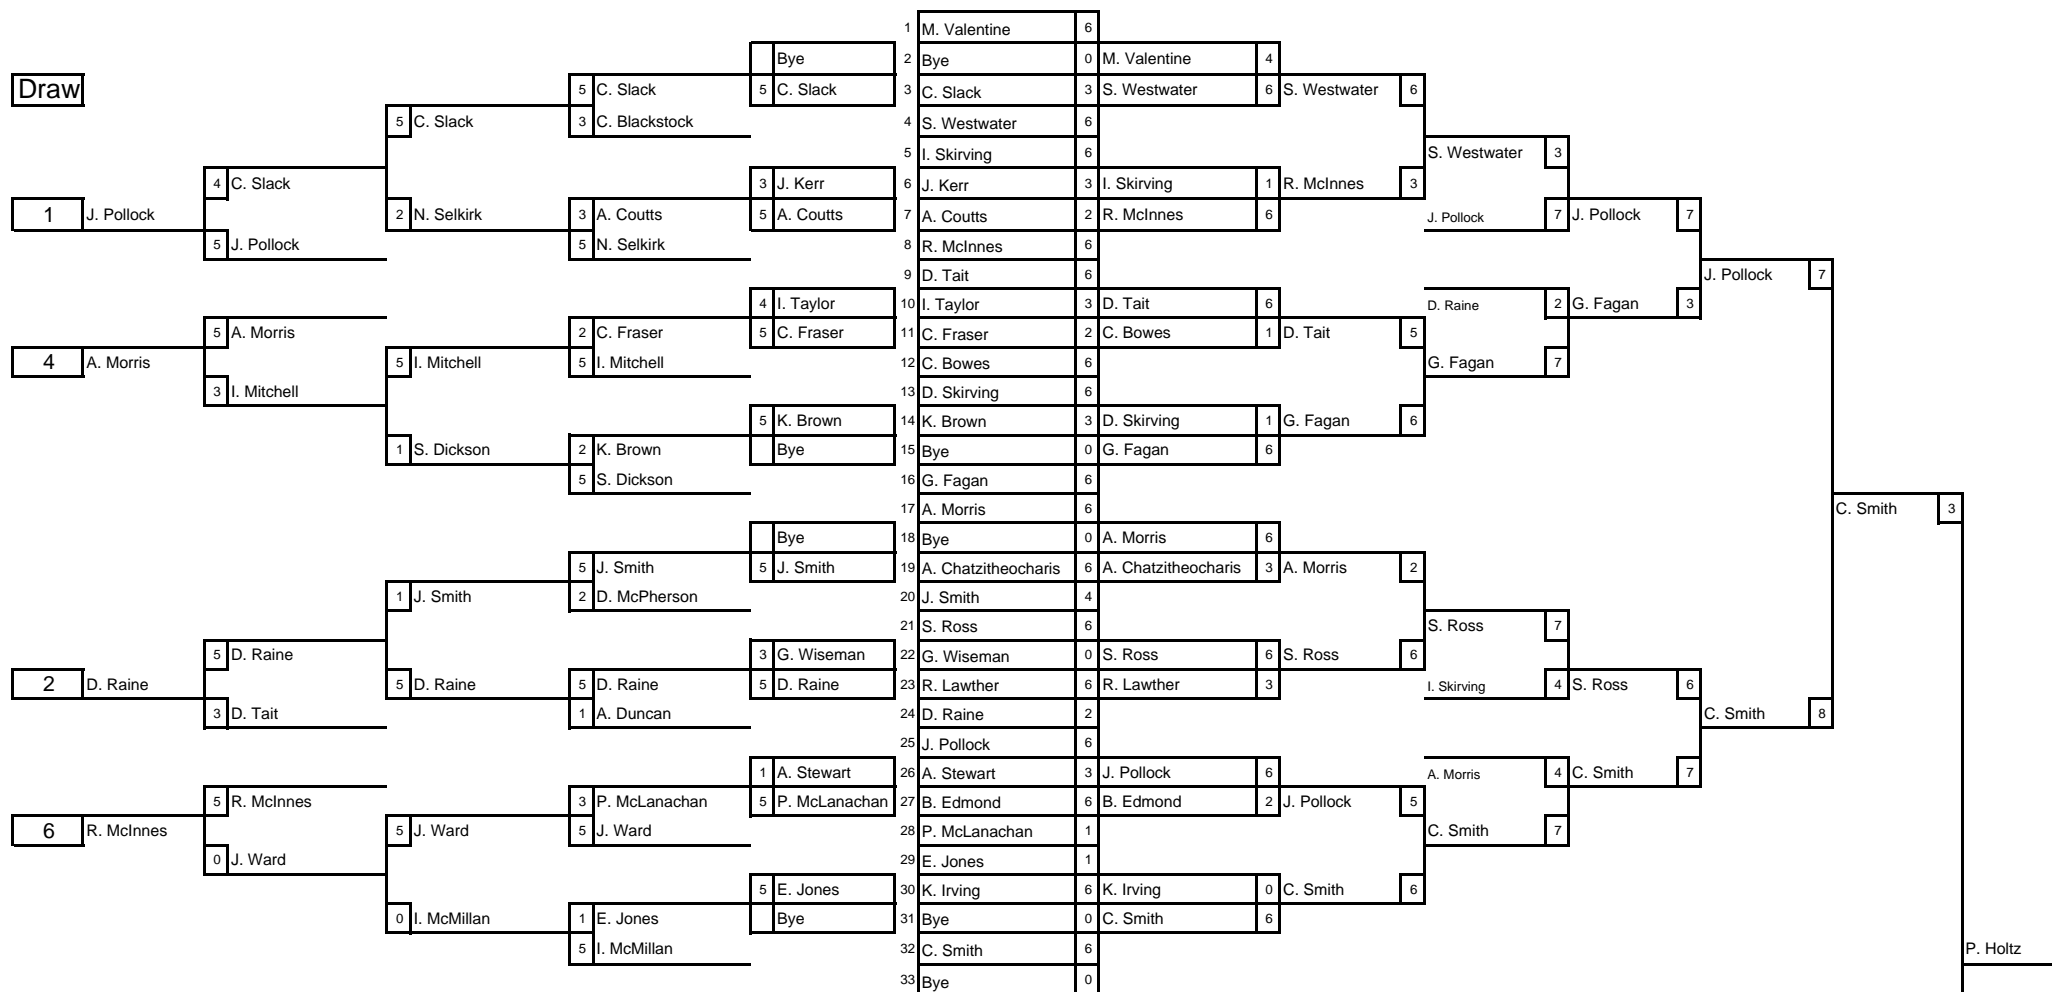 1 M. Valentine 6
Bye 2 Bye 0 M. Valentine 4
Draw 5 C. Slack 5 C. Slack 3 C. Slack 3 S. Westwater 6 S. Westwater 6
5 C. Slack 3 C. Blackstock 4 S. Westwater 6
5 I. Skirving 6 S. Westwater 3
4 C. Slack 3 J. Kerr 6 J. Kerr 3 I. Skirving 1 R. McInnes 3
1 J. Pollock 2 N. Selkirk 3 A. Coutts 5 A. Coutts 7 A. Coutts 2 R. McInnes 6 J. Pollock 7 J. Pollock 7
5 J. Pollock 5 N. Selkirk 8 R. McInnes 6
9 D. Tait 6 J. Pollock 7
4 I. Taylor 10 I. Taylor 3 D. Tait 6 D. Raine 2 G. Fagan 3
5 A. Morris 2 C. Fraser 5 C. Fraser 11 C. Fraser 2 C. Bowes 1 D. Tait 5
4 A. Morris 5 I. Mitchell 5 I. Mitchell 12 C. Bowes 6 G. Fagan 7
3 I. Mitchell 13 D. Skirving 6
5 K. Brown 14 K. Brown 3 D. Skirving 1 G. Fagan 6
1 S. Dickson 2 K. Brown Bye 15 Bye 0 G. Fagan 6
5 S. Dickson 16 G. Fagan 6
17 A. Morris 6 C. Smith 3
Bye 18 Bye 0 A. Morris 6
5 J. Smith 5 J. Smith 19 A. Chatzitheocharis 6 A. Chatzitheocharis 3 A. Morris 2
1 J. Smith 2 D. McPherson 20 J. Smith 4
21 S. Ross 6 S. Ross 7
5 D. Raine 3 G. Wiseman 22 G. Wiseman 0 S. Ross 6 S. Ross 6
2 D. Raine 5 D. Raine 5 D. Raine 5 D. Raine 23 R. Lawther 6 R. Lawther 3 I. Skirving 4 S. Ross 6
3 D. Tait 1 A. Duncan 24 D. Raine 2 C. Smith 8
25 J. Pollock 6
1 A. Stewart 26 A. Stewart 3 J. Pollock 6 A. Morris 4 C. Smith 7
5 R. McInnes 3 P. McLanachan 5 P. McLanachan 27 B. Edmond 6 B. Edmond 2 J. Pollock 5
6 R. McInnes 5 J. Ward 5 J. Ward 28 P. McLanachan 1 C. Smith 7
0 J. Ward 29 E. Jones 1
5 E. Jones 30 K. Irving 6 K. Irving 0 C. Smith 6
0 I. McMillan 1 E. Jones Bye 31 Bye 0 C. Smith 6
5 I. McMillan 32 C. Smith 6 P. Holtz
33 Bye 0